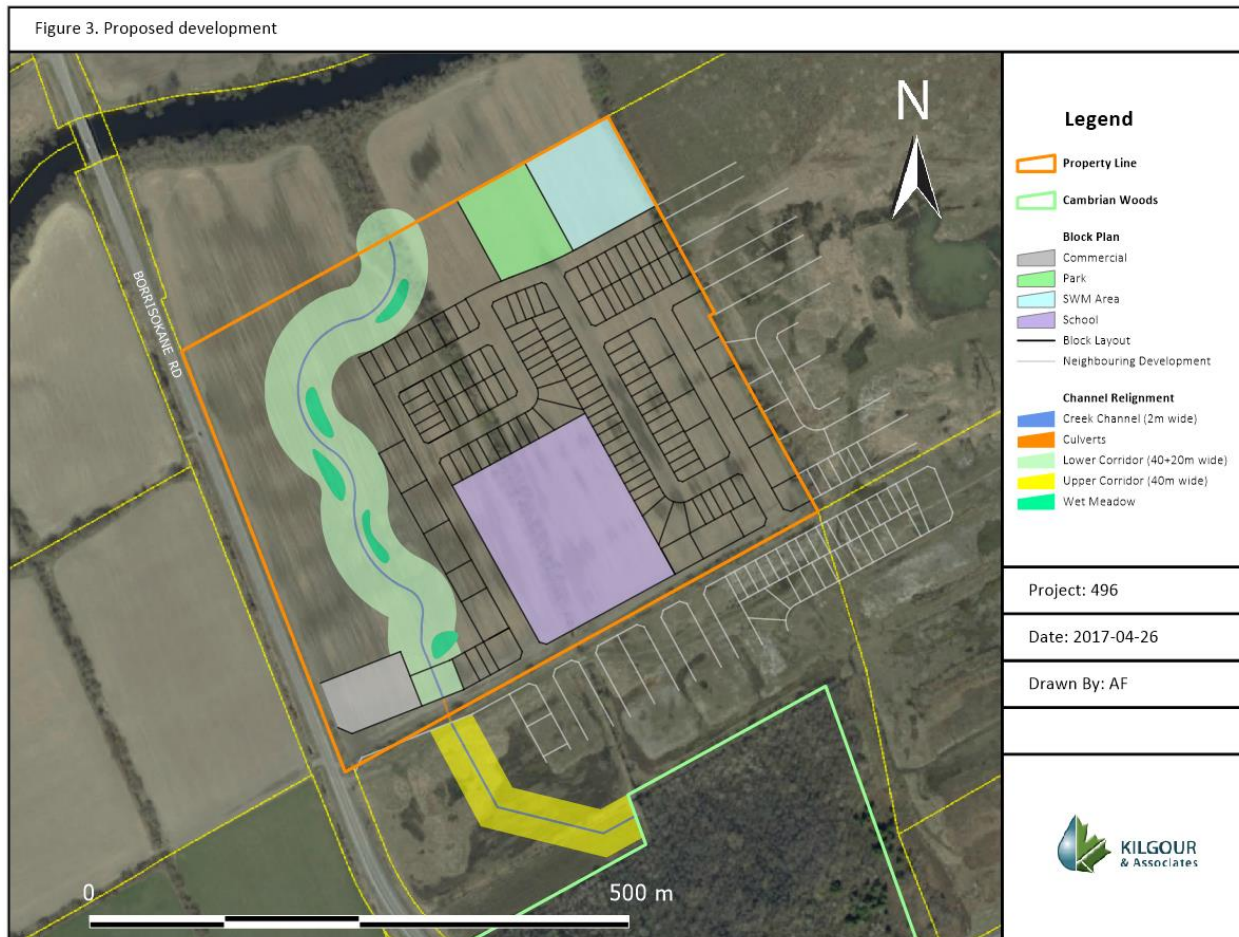 Figure 3. Proposed development
N
BORRISOKANE RD
0 500 m
Legend
Property Line
Cambrian Woods
Block Plan
Commercial
Park
SWM Area
School
Block Layout
Neighbouring Development
Channel Relignment
Creek Channel (2m wide)
Culverts
Lower Corridor (40+20m wide)
Upper Corridor (40m wide)
Wet Meadow
Project: 496
Date: 2017-04-26
Drawn By: AF
KILGOUR
& Associates